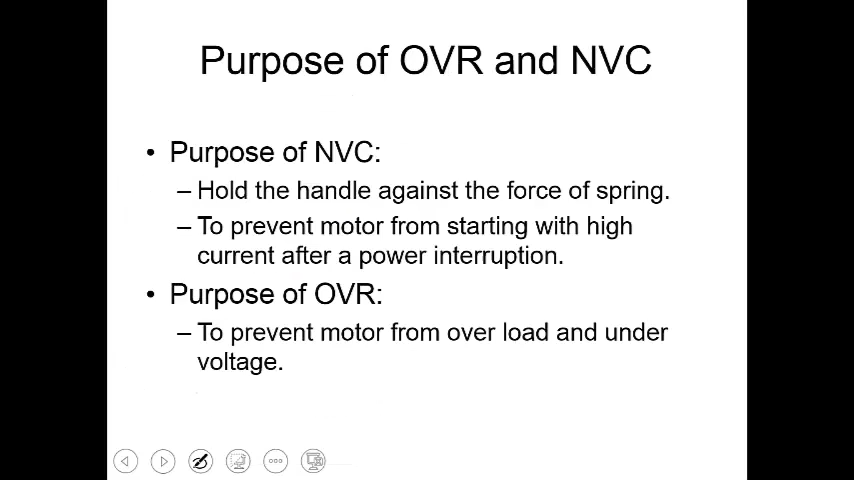 Purpose of OVR and NVC
• Purpose of NVC:
– Hold the handle against the force of spring.
– To prevent motor from starting with high
current after a power interruption.
• Purpose of OVR:
– To prevent motor from over load and under
voltage.